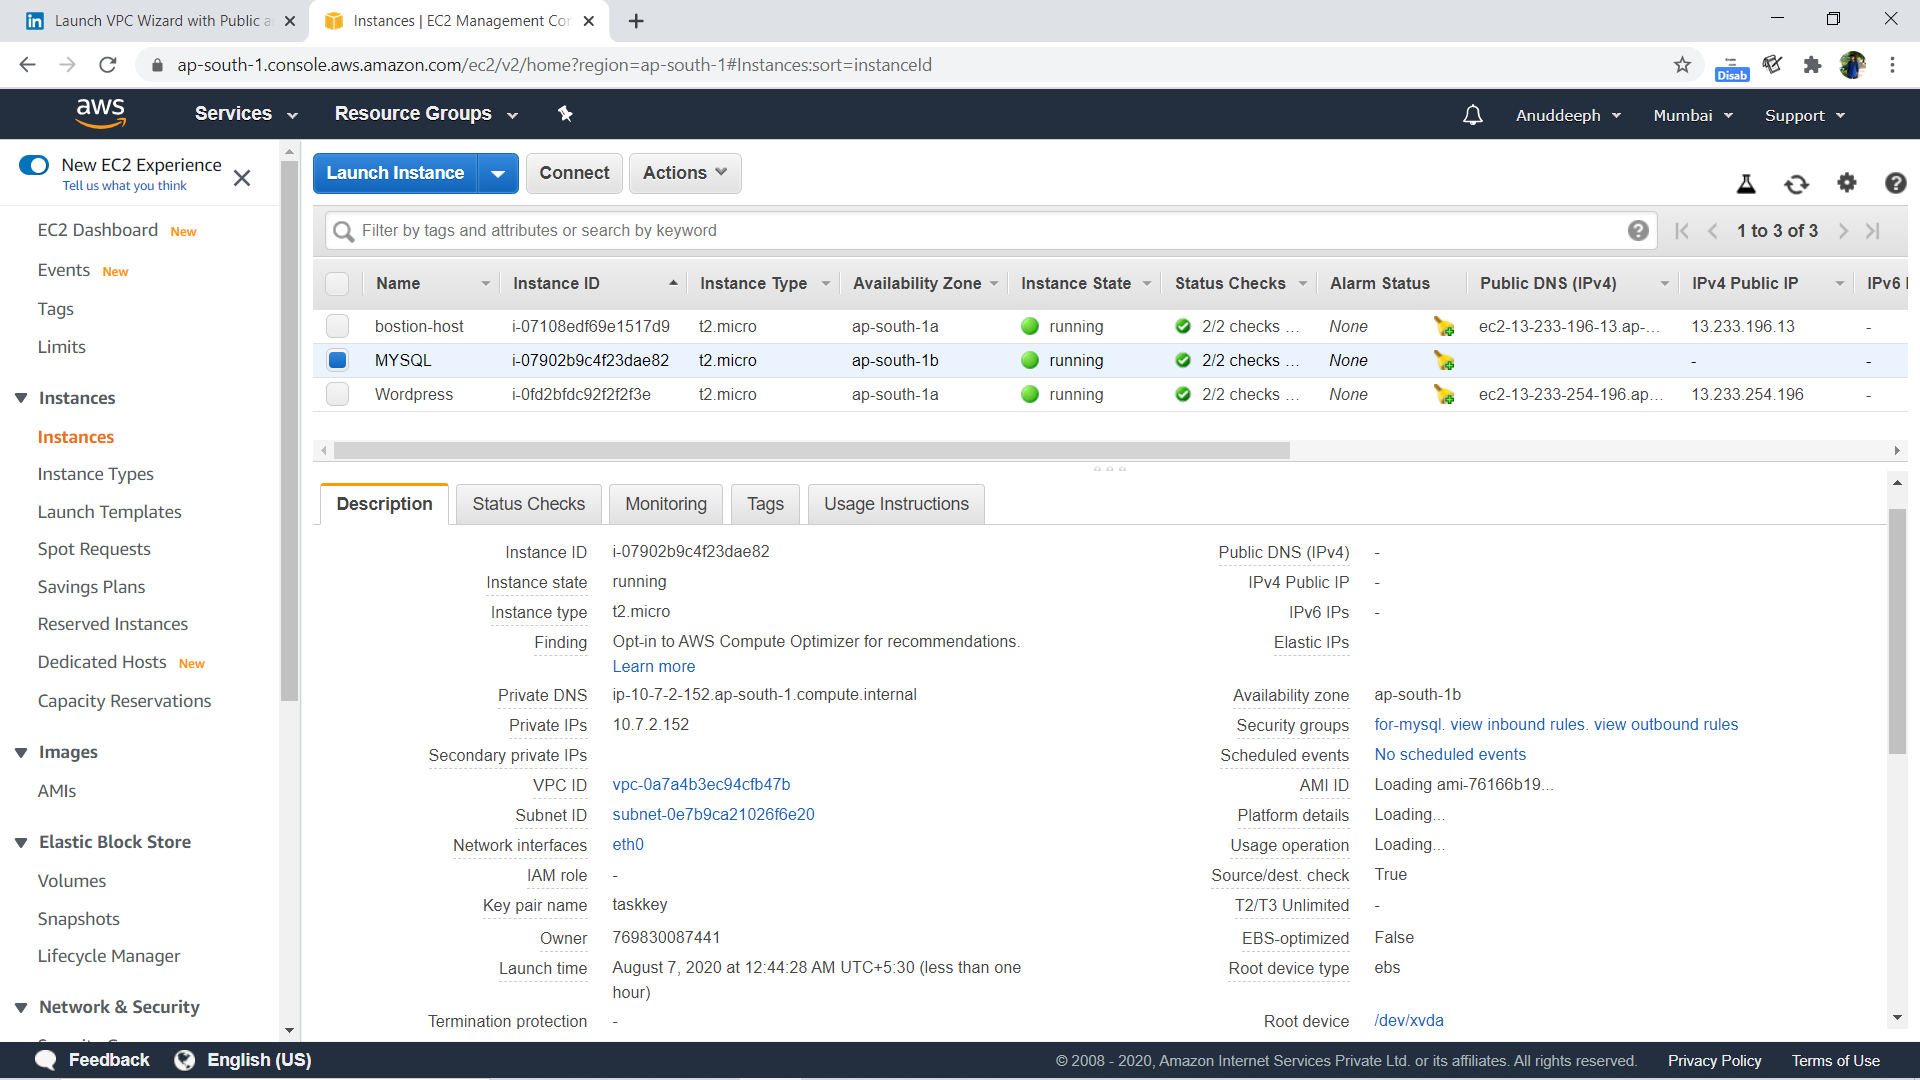 Launch VPC Wizard with Public a
Instances | EC2 Management Con
ap-south-1.console.aws.amazon.com/ec2/v2/home?region=ap-south-1#Instances:sort=instanceId
Disab
aws
Services
Resource Groups
Anuddeeph
Mumbai
Support
New EC2 Experience
Tell us what you think
EC2 Dashboard New
Events New
Tags
Limits
Instances
Instances
Instance Types
Launch Templates
Spot Requests
Savings Plans
Reserved Instances
Dedicated Hosts New
Capacity Reservations
Images
AMIs
Elastic Block Store
Volumes
Snapshots
Lifecycle Manager
Network & Security
Launch Instance
Connect
Actions
Filter by tags and attributes or search by keyword
1 to 3 of 3
Name Instance ID Instance Type Availability Zone Instance State Status Checks Alarm Status Public DNS (IPv4) IPv4 Public IP IPv6 I
bostion-host i-07108edf69e1517d9 t2.micro ap-south-1a running 2/2 checks ... None ec2-13-233-196-13.ap-... 13.233.196.13 -
MYSQL i-07902b9c4f23dae82 t2.micro ap-south-1b running 2/2 checks ... None - -
Wordpress i-0fd2bfdc92f2f2f3e t2.micro ap-south-1a running 2/2 checks ... None ec2-13-233-254-196.ap... 13.233.254.196 -
Description
Status Checks
Monitoring
Tags
Usage Instructions
Instance ID i-07902b9c4f23dae82
Instance state running
Instance type t2.micro
Finding Opt-in to AWS Compute Optimizer for recommendations.
Learn more
Private DNS ip-10-7-2-152.ap-south-1.compute.internal
Private IPs 10.7.2.152
Secondary private IPs
VPC ID vpc-0a7a4b3ec94cfb47b
Subnet ID subnet-0e7b9ca21026f6e20
Network interfaces eth0
IAM role -
Key pair name taskkey
Owner 769830087441
Launch time August 7, 2020 at 12:44:28 AM UTC+5:30 (less than one
hour)
Termination protection -
Public DNS (IPv4) -
IPv4 Public IP -
IPv6 IPs -
Elastic IPs
Availability zone ap-south-1b
Security groups for-mysql. view inbound rules. view outbound rules
Scheduled events No scheduled events
AMI ID Loading ami-76166b19...
Platform details Loading...
Usage operation Loading...
Source/dest. check True
T2/T3 Unlimited -
EBS-optimized False
Root device type ebs
Root device /dev/xvda
Feedback
English (US)
© 2008 - 2020, Amazon Internet Services Private Ltd. or its affiliates. All rights reserved.
Privacy Policy
Terms of Use